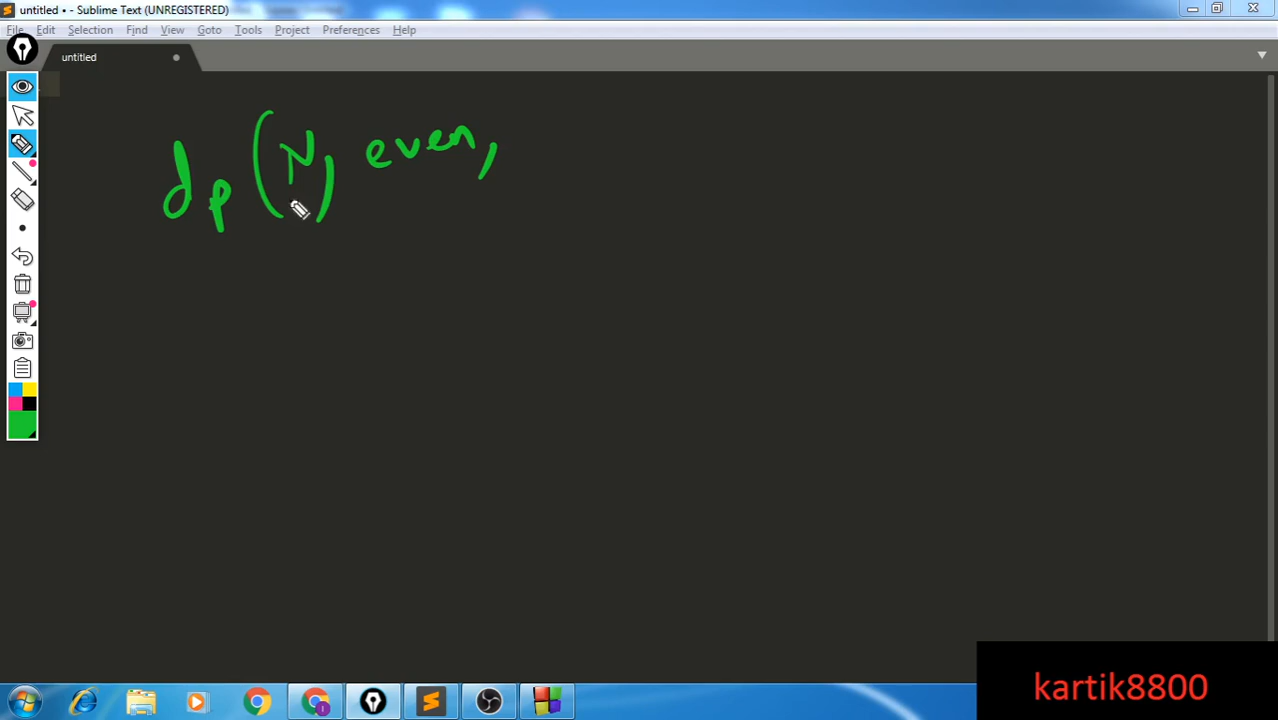 untitled • - Sublime Text (UNREGISTERED)
File Edit Selection Find View Goto Tools Project Preferences Help
untitled
dp (N, even,
kartik8800